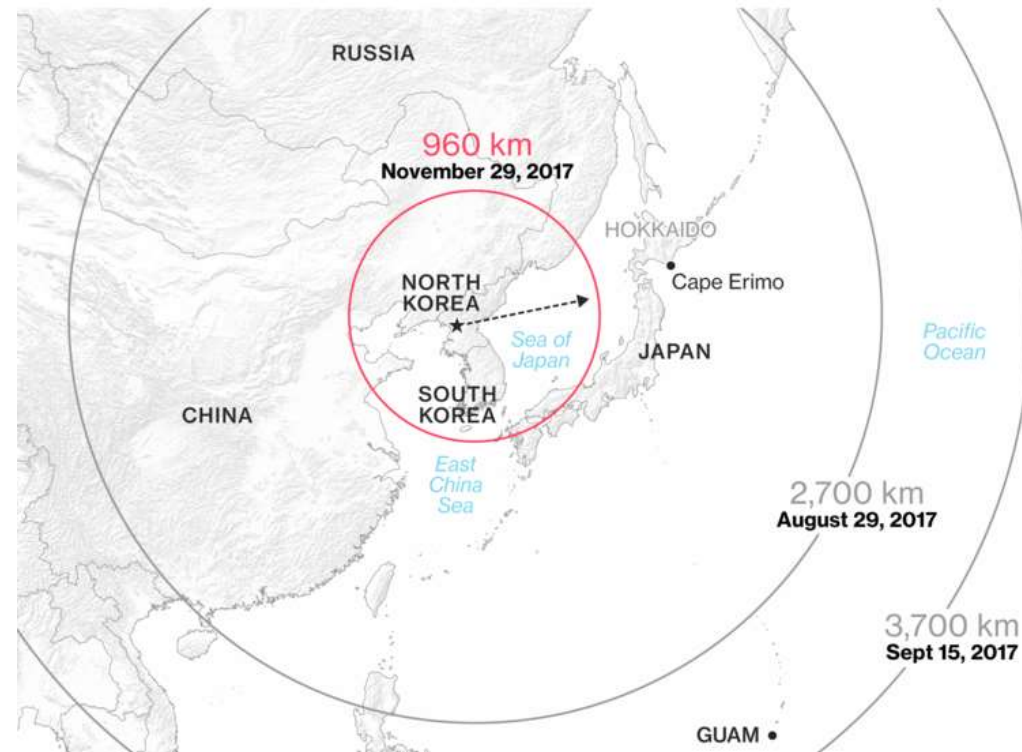 RUSSIA
960 km
November 29, 2017
HOKKAIDO
Cape Erimo
NORTH
KOREA
Sea of
Japan
JAPAN
Pacific
Ocean
SOUTH
KOREA
CHINA
East
China
Sea
2,700 km
August 29, 2017
3,700 km
Sept 15, 2017
GUAM